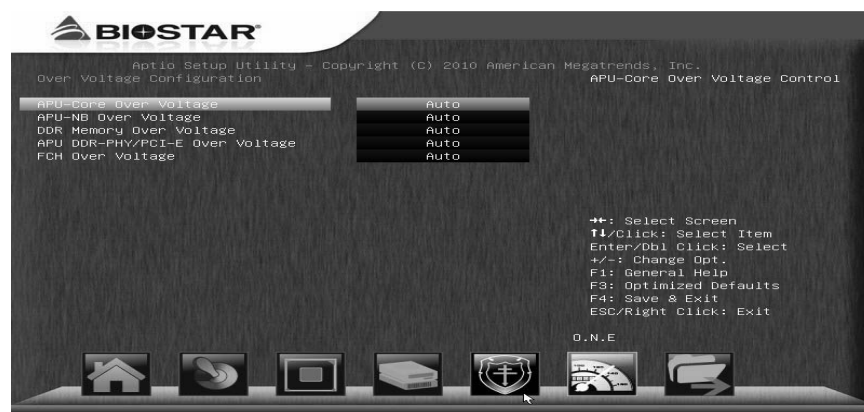 BIOSTAR®
Aptio Setup Utility – Copyright (C) 2010 American Megatrends, Inc.
Over Voltage Configuration
APU-Core Over Voltage Auto
APU-NB Over Voltage Auto
DDR Memory Over Voltage Auto
APU DDR-PHY/PCI-E Over Voltage Auto
FCH Over Voltage Auto
APU-Core Over Voltage Control
→←: Select Screen
↑↓/Click: Select Item
Enter/Dbl Click: Select
+/-: Change Opt.
F1: General Help
F3: Optimized Defaults
F4: Save & Exit
ESC/Right Click: Exit
O.N.E